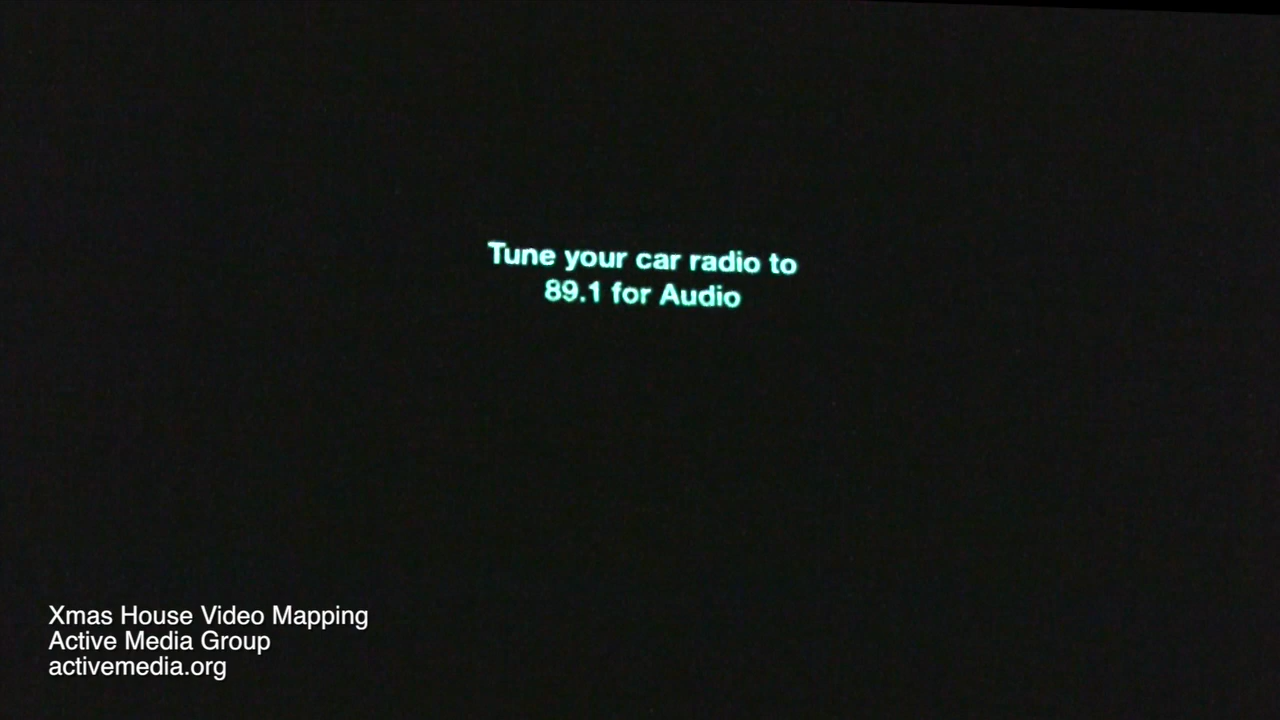 Tune your car radio to
89.1 for Audio
Xmas House Video Mapping
Active Media Group
activemedia.org